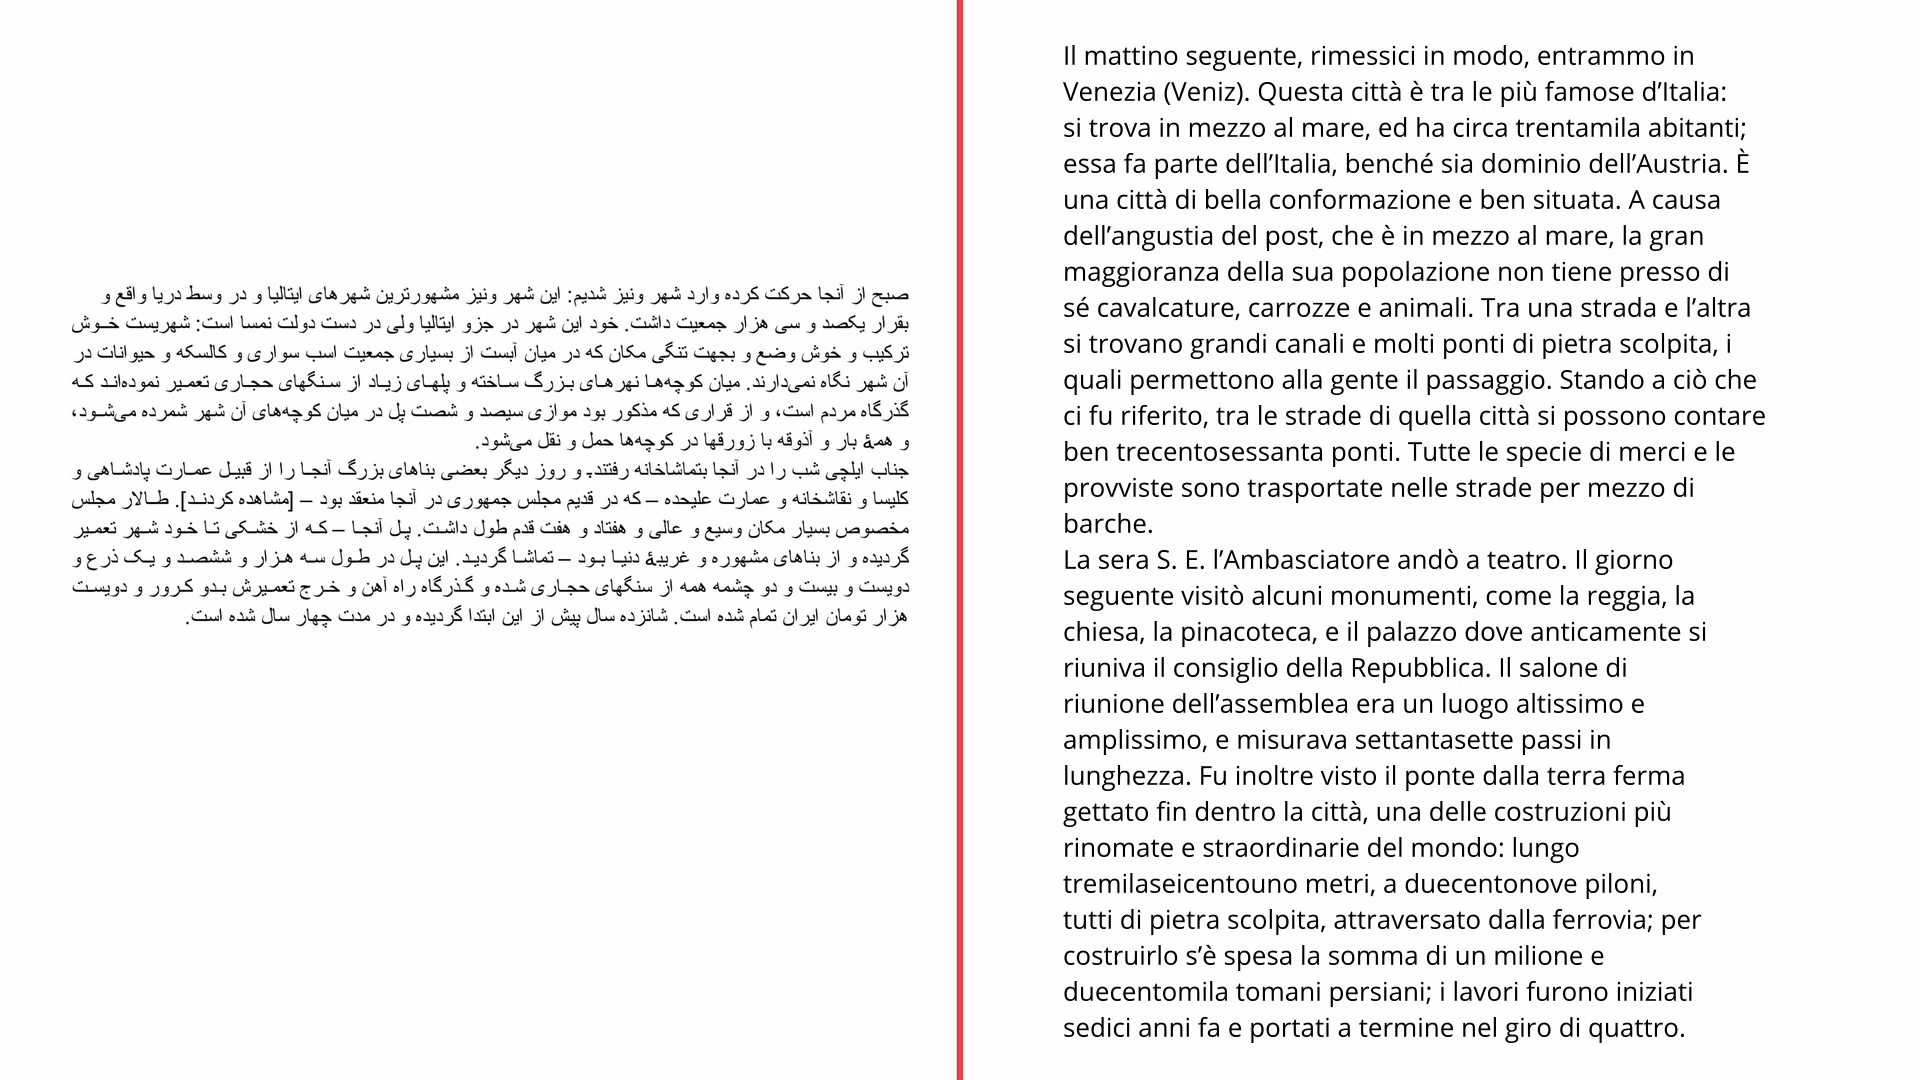 صبح از آنجا حرکت کرده وارد شهر ونیز شدیم: این شهر ونیز مشهورترین شهرهای ایتالیا و در وسط دریا واقع و
بقرار یکصد و سی هزار جمعیت داشت. خود این شهر در جزو ایتالیا ولی در دست دولت نمسا است: شهریست خوش
ترکیب و خوش وضع و بجهت تنگی مکان که در میان آبست از بسیاری جمعیت اسب سواری و کالسکه و حیوانات در
آن شهر نگاه نمی‌دارند. میان کوچه‌ها نهرهای بزرگ ساخته و پلهای زیاد از سنگهای حجاری تعمیر نموده‌اند که
گذرگاه مردم است، و از قراری که مذکور بود موازی سیصد و شصت پل در میان کوچه‌های آن شهر شمرده می‌شود،
و همۀ بار و آذوقه با زورقها در کوچه‌ها حمل و نقل می‌شود.
جناب ایلچی شب را در آنجا بتماشاخانه رفتند. و روز دیگر بعضی بناهای بزرگ آنجا را از قبیل عمارت پادشاهی و
کلیسا و نقاشخانه و عمارت علیحده – که در قدیم مجلس جمهوری در آنجا منعقد بود – [مشاهده کردند]. طالار مجلس
مخصوص بسیار مکان وسیع و عالی و هفتاد و هفت قدم طول داشت. پل آنجا – که از خشکی تا خود شهر تعمیر
گردیده و از بناهای مشهوره و غریبۀ دنیا بود – تماشا گردید. این پل در طول سه هزار و ششصد و یک ذرع و
دویست و بیست و دو چشمه همه از سنگهای حجاری شده و گذرگاه راه آهن و خرج تعمیرش بدو کرور و دویست
هزار تومان ایران تمام شده است. شانزده سال پیش از این ابتدا گردیده و در مدت چهار سال شده است.
Il mattino seguente, rimessici in modo, entrammo in
Venezia (Veniz). Questa città è tra le più famose d’Italia:
si trova in mezzo al mare, ed ha circa trentamila abitanti;
essa fa parte dell’Italia, benché sia dominio dell’Austria. È
una città di bella conformazione e ben situata. A causa
dell’angustia del post, che è in mezzo al mare, la gran
maggioranza della sua popolazione non tiene presso di
sé cavalcature, carrozze e animali. Tra una strada e l’altra
si trovano grandi canali e molti ponti di pietra scolpita, i
quali permettono alla gente il passaggio. Stando a ciò che
ci fu riferito, tra le strade di quella città si possono contare
ben trecentosessanta ponti. Tutte le specie di merci e le
provviste sono trasportate nelle strade per mezzo di
barche.
La sera S. E. l’Ambasciatore andò a teatro. Il giorno
seguente visitò alcuni monumenti, come la reggia, la
chiesa, la pinacoteca, e il palazzo dove anticamente si
riuniva il consiglio della Repubblica. Il salone di
riunione dell’assemblea era un luogo altissimo e
amplissimo, e misurava settantasette passi in
lunghezza. Fu inoltre visto il ponte dalla terra ferma
gettato fin dentro la città, una delle costruzioni più
rinomate e straordinarie del mondo: lungo
tremilaseicentouno metri, a duecentonove piloni,
tutti di pietra scolpita, attraversato dalla ferrovia; per
costruirlo s’è spesa la somma di un milione e
duecentomila tomani persiani; i lavori furono iniziati
sedici anni fa e portati a termine nel giro di quattro.